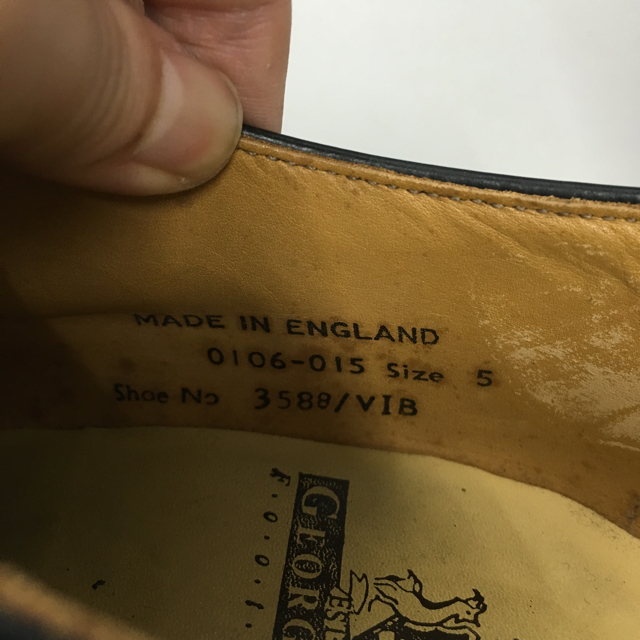 MADE IN ENGLAND
0106-015 Size 5
Shoe No 3588/VIB
GEORG
F.O.O.T.